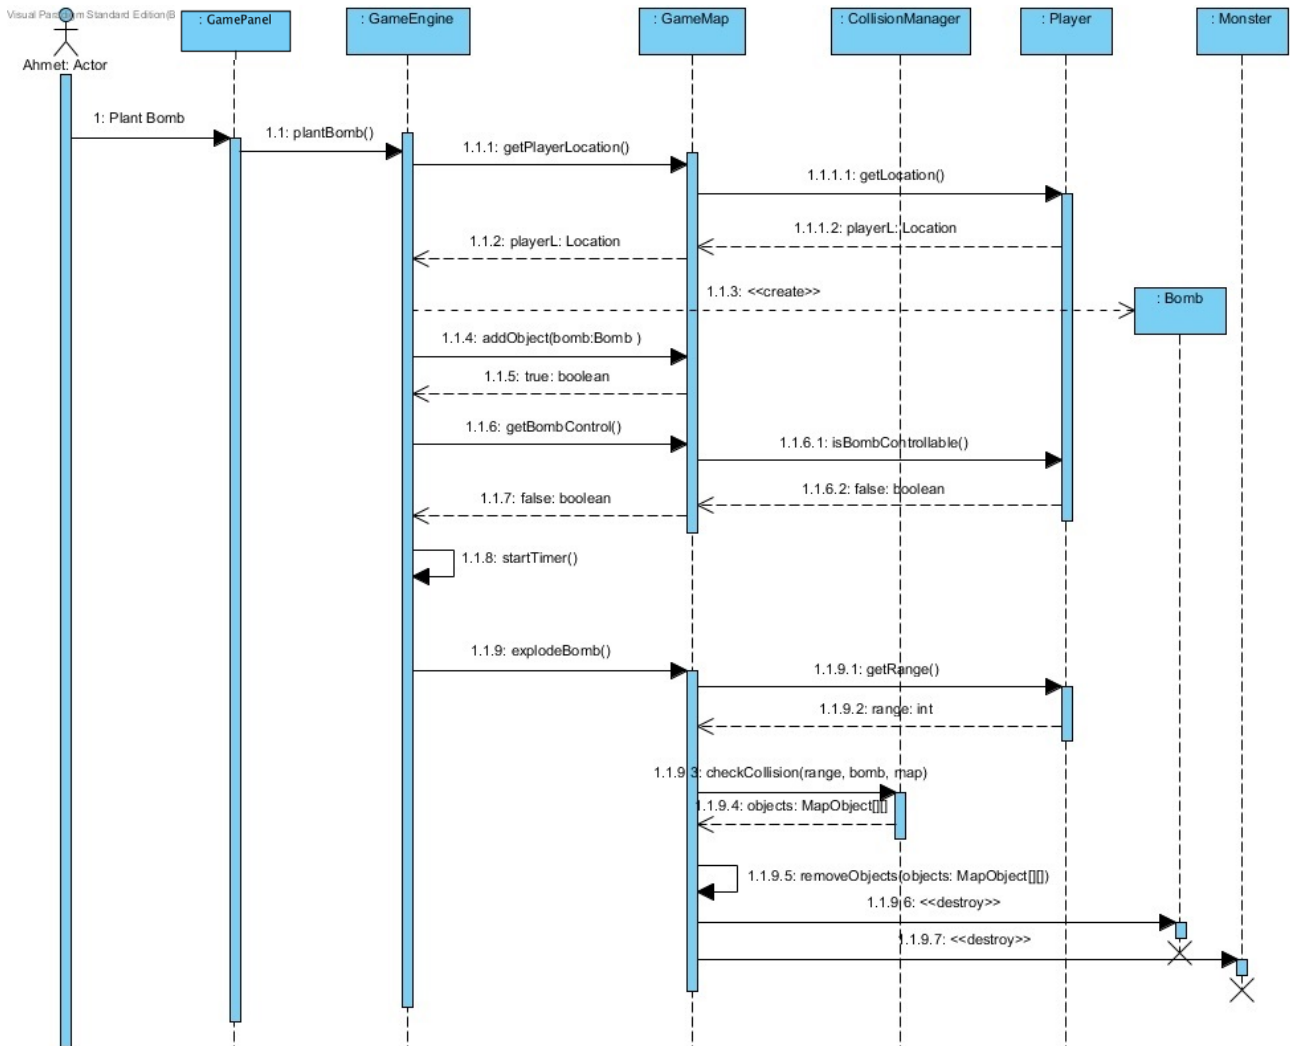 Visual Paradigm Standard Edition(B
: GamePanel
: GameEngine
: GameMap
: CollisionManager
: Player
: Monster
Ahmet: Actor
1: Plant Bomb
1.1: plantBomb()
1.1.1: getPlayerLocation()
1.1.1.1: getLocation()
1.1.1.2: playerL: Location
1.1.2: playerL: Location
1.1.3: <<create>>
: Bomb
1.1.4: addObject(bomb:Bomb )
1.1.5: true: boolean
1.1.6: getBombControl()
1.1.6.1: isBombControllable()
1.1.6.2: false: boolean
1.1.7: false: boolean
1.1.8: startTimer()
1.1.9: explodeBomb()
1.1.9.1: getRange()
1.1.9.2: range: int
1.1.9.3: checkCollision(range, bomb, map)
1.1.9.4: objects: MapObject[][]
1.1.9.5: removeObjects(objects: MapObject[][])
1.1.9.6: <<destroy>>
1.1.9.7: <<destroy>>